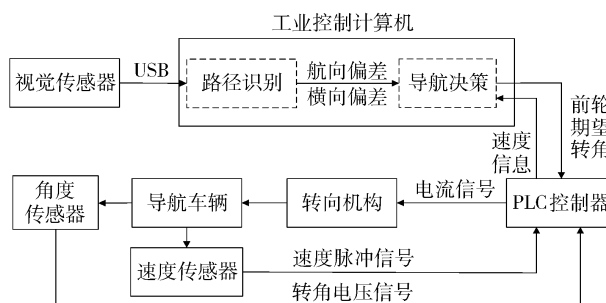 工业控制计算机
视觉传感器
USB
路径识别
航向偏差
横向偏差
导航决策
前轮
期望
转角
速度
信息
角度
传感器
导航车辆
转向机构
电流信号
PLC控制器
速度传感器
速度脉冲信号
转角电压信号